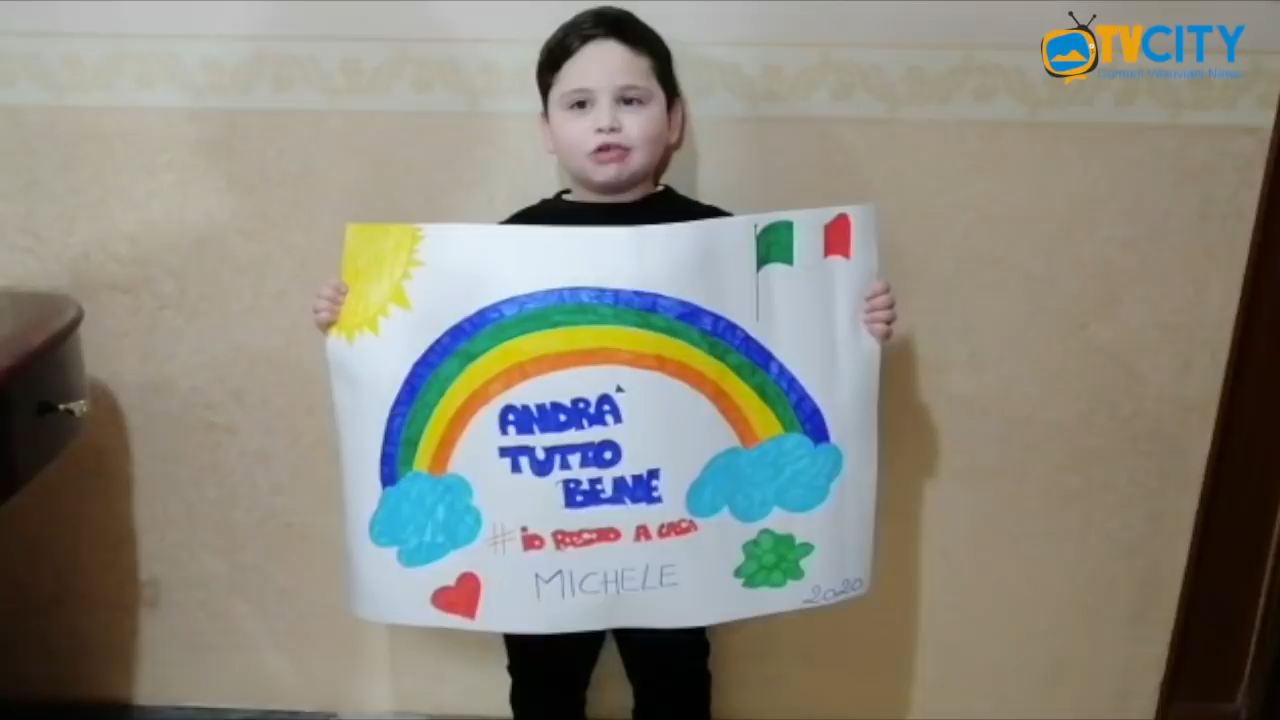 TVCITY
ANDRA'
TUTTO
BENE
#io RESTO A CASA
MICHELE
2020